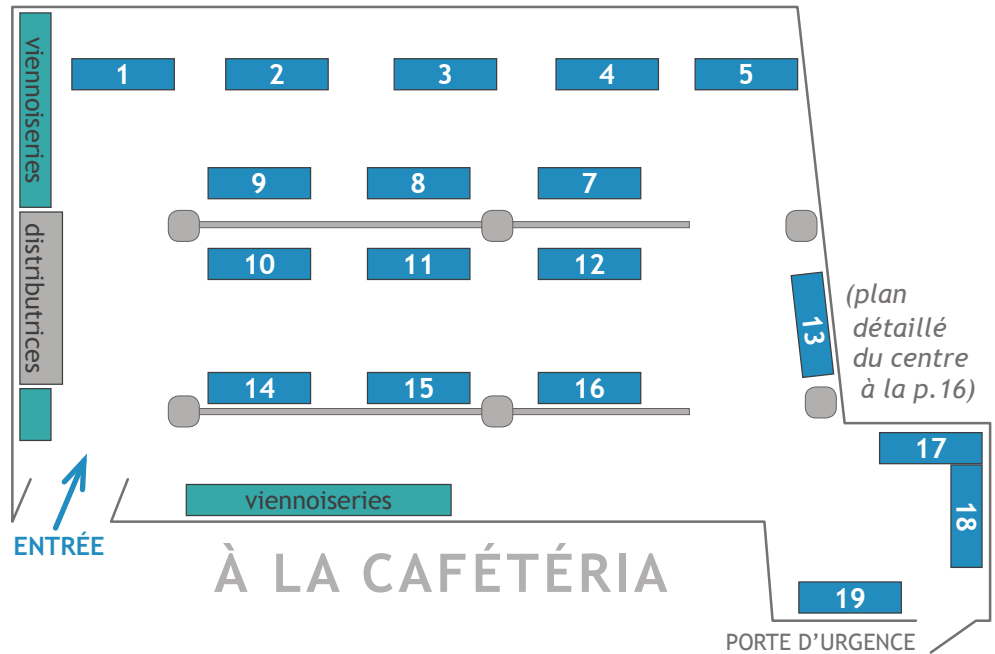 viennoiseries
1
2
3
4
5
9
8
7
distributrices
10
11
12
13
(plan
détaillé
du centre
à la p.16)
14
15
16
17
18
viennoiseries
ENTRÉE
À LA CAFÉTÉRIA
19
PORTE D'URGENCE